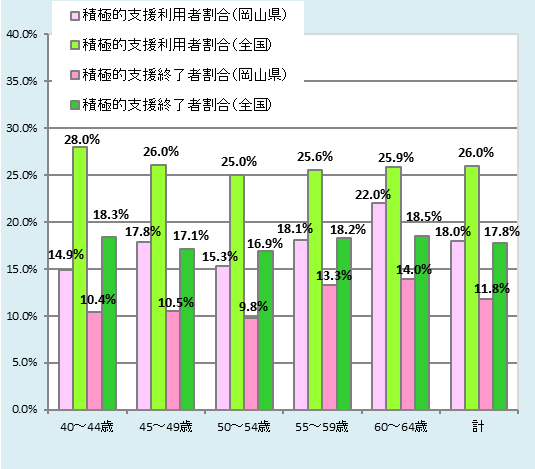 積極的支援利用者割合(岡山県)
積極的支援利用者割合(全国)
積極的支援終了者割合(岡山県)
積極的支援終了者割合(全国)
40.0%
35.0%
30.0%
25.0%
20.0%
15.0%
10.0%
5.0%
0.0%
14.9% 28.0% 10.4% 18.3%
17.8% 26.0% 10.5% 17.1%
15.3% 25.0% 9.8% 16.9%
18.1% 25.6% 13.3% 18.2%
22.0% 25.9% 14.0% 18.5%
18.0% 26.0% 11.8% 17.8%
40～44歳 45～49歳 50～54歳 55～59歳 60～64歳 計